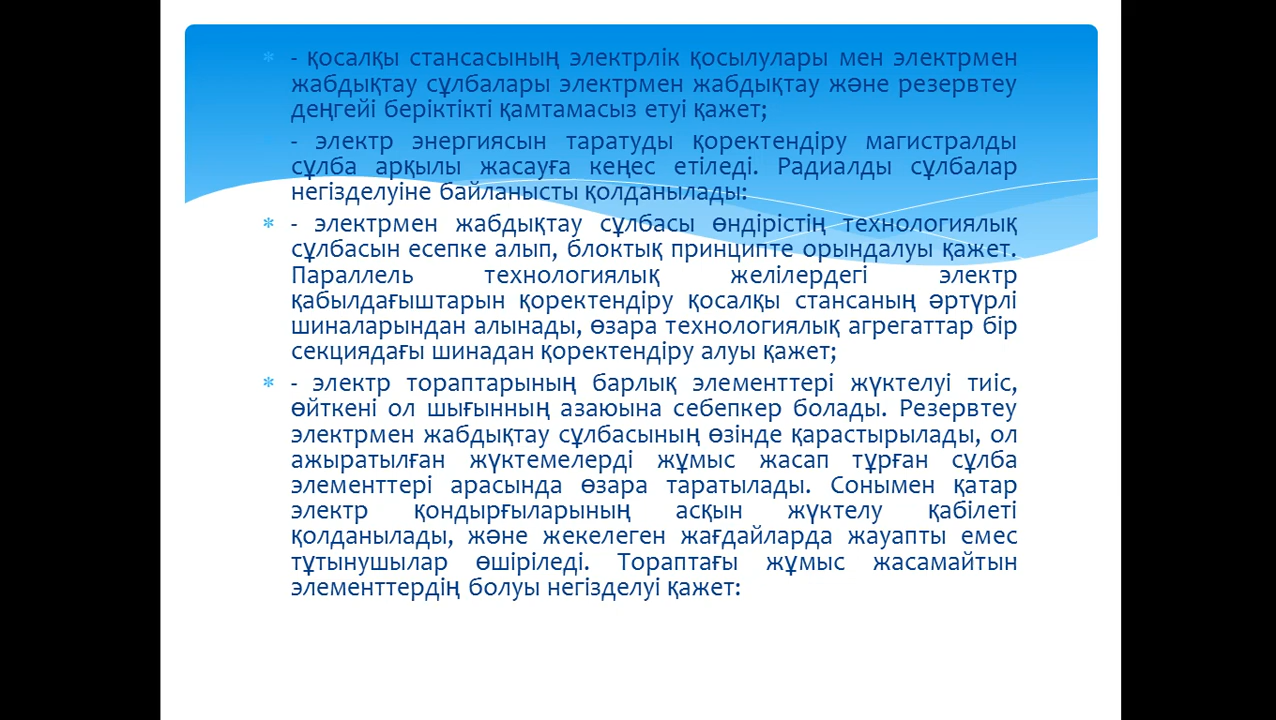 - қосалқы стансасының электрлік қосылулары мен электрмен
жабдықтау сұлбалары электрмен жабдықтау және резервтеу
деңгейі беріктікті қамтамасыз етуі қажет;
- электр энергиясын таратуды қоректендіру магистралды
сұлба арқылы жасауға кеңес етіледі. Радиалды сұлбалар
негізделуіне байланысты қолданылады:
- электрмен жабдықтау сұлбасы өндірістің технологиялық
сұлбасын есепке алып, блоктық принципте орындалуы қажет.
Параллель технологиялық желілердегі электр
қабылдағыштарын қоректендіру қосалқы стансаның әртүрлі
шиналарындан алынады, өзара технологиялық агрегаттар бір
секциядағы шинадан қоректендіру алуы қажет;
- электр тораптарының барлық элементтері жүктелуі тиіс,
өйткені ол шығынның азаюына себепкер болады. Резервтеу
электрмен жабдықтау сұлбасының өзінде қарастырылады, ол
ажыратылған жүктемелерді жұмыс жасап тұрған сұлба
элементтері арасында өзара таратылады. Сонымен қатар
электр қондырғыларының асқын жүктелу қабілеті
қолданылады, және жекелеген жағдайларда жауапты емес
тұтынушылар өшіріледі. Тораптағы жұмыс жасамайтын
элементтердің болуы негізделуі қажет: